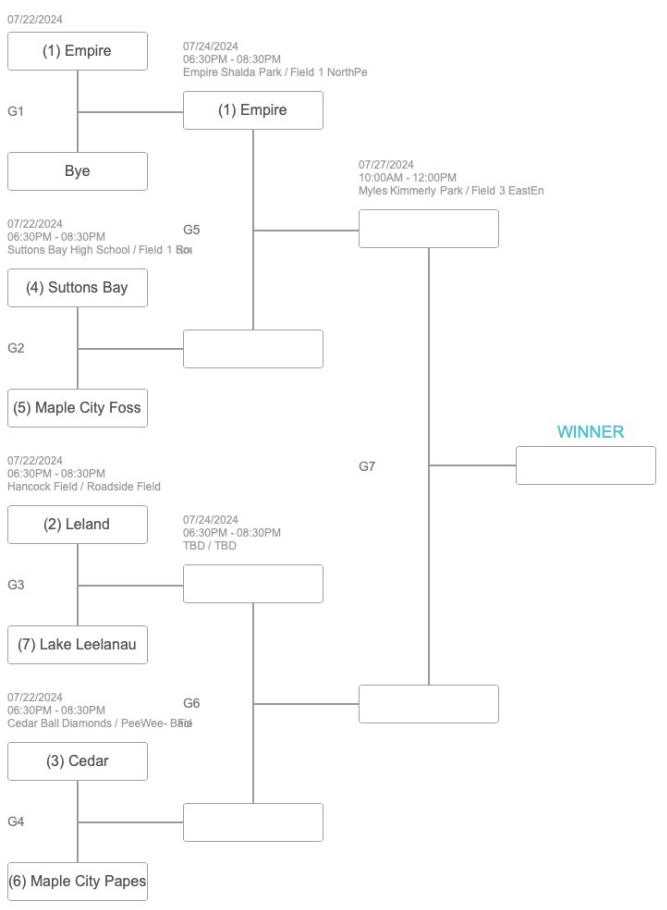 07/22/2024
(1) Empire
G1
Bye
07/24/2024
06:30PM - 08:30PM
Empire Shalda Park / Field 1 NorthPe
(1) Empire
07/22/2024
06:30PM - 08:30PM
Suttons Bay High School / Field 1
(4) Suttons Bay
G2
(5) Maple City Foss
G5
07/27/2024
10:00AM - 12:00PM
Myles Kimmerly Park / Field 3 EastEn
07/22/2024
06:30PM - 08:30PM
Hancock Field / Roadside Field
(2) Leland
G3
(7) Lake Leelanau
07/24/2024
06:30PM - 08:30PM
TBD / TBD
07/22/2024
06:30PM - 08:30PM
Cedar Ball Diamonds / PeeWee-
(3) Cedar
G4
(6) Maple City Papes
G6
G7
WINNER